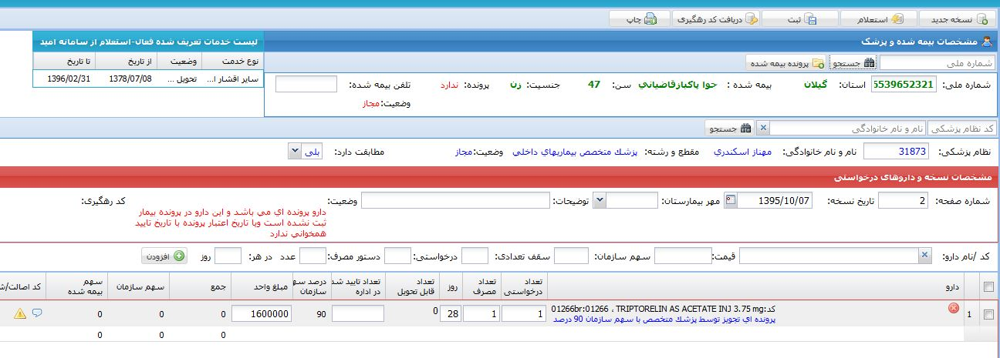 نسخه جدید استعلام ثبت دریافت کد رهگیری چاپ
مشخصات بیمه شده و پزشک
شماره ملی جستجو پرونده بیمه شده
شماره ملی: 5539652321 استان: گیلان بیمه شده : حوا پاکبازقاضیانی سن: 47 جنسیت: زن پرونده: ندارد تلفن بیمه شده:
وضعیت:مجاز
لیست خدمات تعریف شده فعال-استعلام از سامانه امید
نوع خدمت وضعیت از تاریخ تا تاریخ
سایر اقشار ا... تحویل ... 1378/07/08 1396/02/31
کد نظام پزشکی نام و نام خانوادگی جستجو
نظام پزشکی: 31873 نام و نام خانوادگی: مهناز اسکندري مقطع و رشته: پزشك متخصص بیماریهاي داخلي وضعیت:مجاز مطابقت دارد: بلی
مشخصات نسخه و داروهای درخواستی
شماره صفحه: 2 تاریخ نسخه: 1395/10/07 مهر بیمارستان: توضیحات: وضعیت: کد رهگیری:
دارو پرونده اي مي باشد و این دارو در پرونده بیمار
ثبت نشده است ویا تاریخ اعتبار پرونده با تاریخ تایید
همخواني ندارد
کد /نام دارو: قیمت: سهم سازمان: سقف تعدادی: درخواستی: دستور مصرف: عدد در هر: روز افزودن
دارو تعداد درخواستی تعداد مصرف روز تعداد قابل تحویل تعداد تایید شد در اداره درصد سه سازمان مبلغ واحد جمع سهم سازمان سهم بیمه شده کد اصالت/ش
1 کد:01266br:01266 ، TRIPTORELIN AS ACETATE INJ 3.75 mg 1 1 28 0 90 1600000 0 0 0
پرونده اي تجویز توسط پزشك متخصص با سهم سازمان 90 درصد
0 0 0